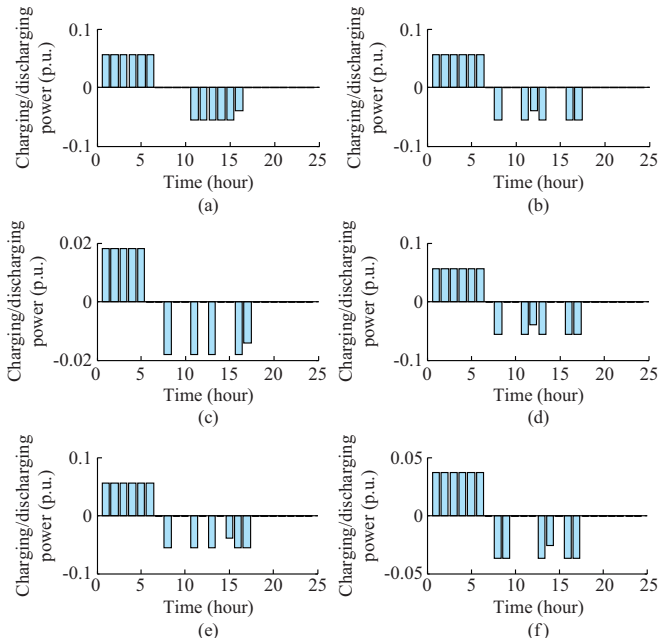 Charging/discharging
power (p.u.)
0.1
0
-0.1
0 5 10 15 20 25
Time (hour)
(a)
Charging/discharging
power (p.u.)
0.1
0
-0.1
0 5 10 15 20 25
Time (hour)
(b)
Charging/discharging
power (p.u.)
0.02
0
-0.02
0 5 10 15 20 25
Time (hour)
(c)
Charging/discharging
power (p.u.)
0.1
0
-0.1
0 5 10 15 20 25
Time (hour)
(d)
Charging/discharging
power (p.u.)
0.1
0
-0.1
0 5 10 15 20 25
Time (hour)
(e)
Charging/discharging
power (p.u.)
0.05
0
-0.05
0 5 10 15 20 25
Time (hour)
(f)